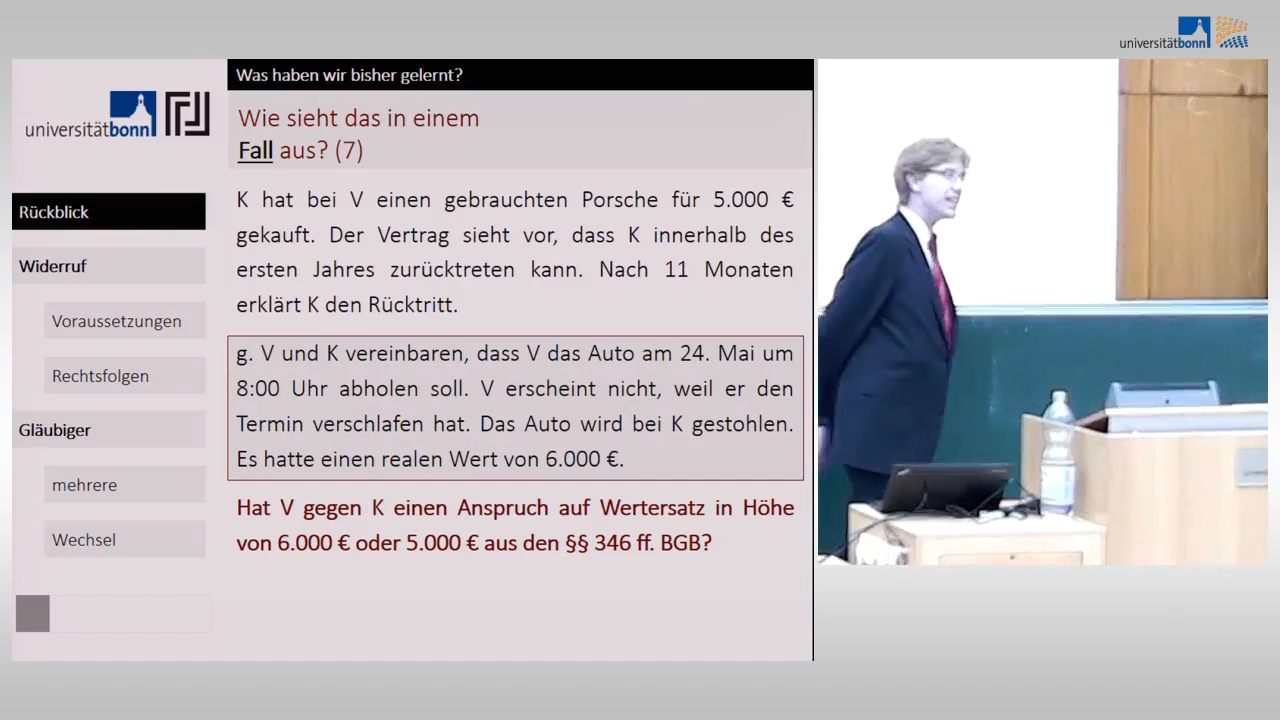 universitätbonn
Was haben wir bisher gelernt?
universitätbonn
Wie sieht das in einem
Fall aus? (7)
Rückblick
Widerruf
Voraussetzungen
Rechtsfolgen
Gläubiger
mehrere
Wechsel
K hat bei V einen gebrauchten Porsche für 5.000 €
gekauft. Der Vertrag sieht vor, dass K innerhalb des
ersten Jahres zurücktreten kann. Nach 11 Monaten
erklärt K den Rücktritt.
g. V und K vereinbaren, dass V das Auto am 24. Mai um
8:00 Uhr abholen soll. V erscheint nicht, weil er den
Termin verschlafen hat. Das Auto wird bei K gestohlen.
Es hatte einen realen Wert von 6.000 €.
Hat V gegen K einen Anspruch auf Wertersatz in Höhe
von 6.000 € oder 5.000 € aus den §§ 346 ff. BGB?